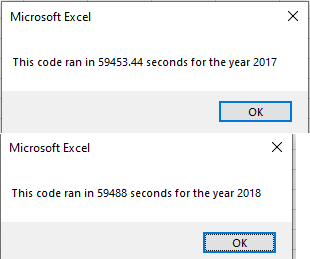 Microsoft Excel
This code ran in 59453.44 seconds for the year 2017
OK
Microsoft Excel
This code ran in 59488 seconds for the year 2018
OK